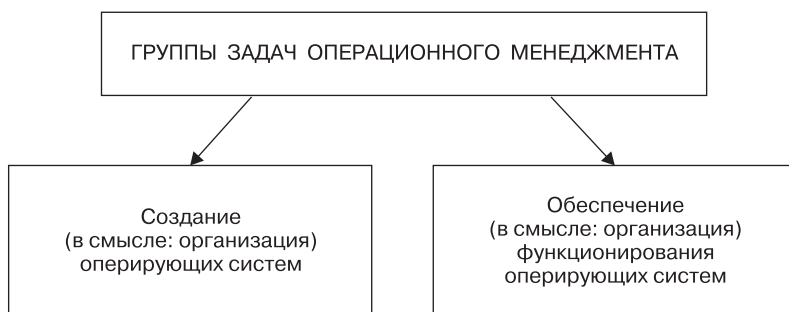 ГРУППЫ ЗАДАЧ ОПЕРАЦИОННОГО МЕНЕДЖМЕНТА
Создание
(в смысле: организация)
оперирующих систем
Обеспечение
(в смысле: организация)
функционирования
оперирующих систем